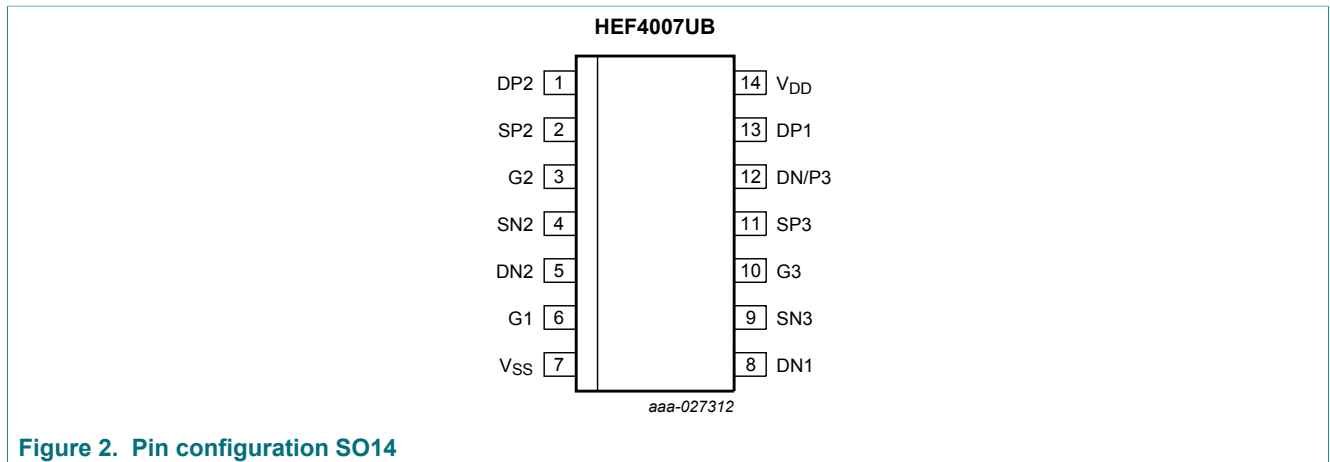 HEF4007UB
DP2 1
SP2 2
G2 3
SN2 4
DN2 5
G1 6
VSS 7
14 VDD
13 DP1
12 DN/P3
11 SP3
10 G3
9 SN3
8 DN1
aaa-027312
Figure 2. Pin configuration SO14